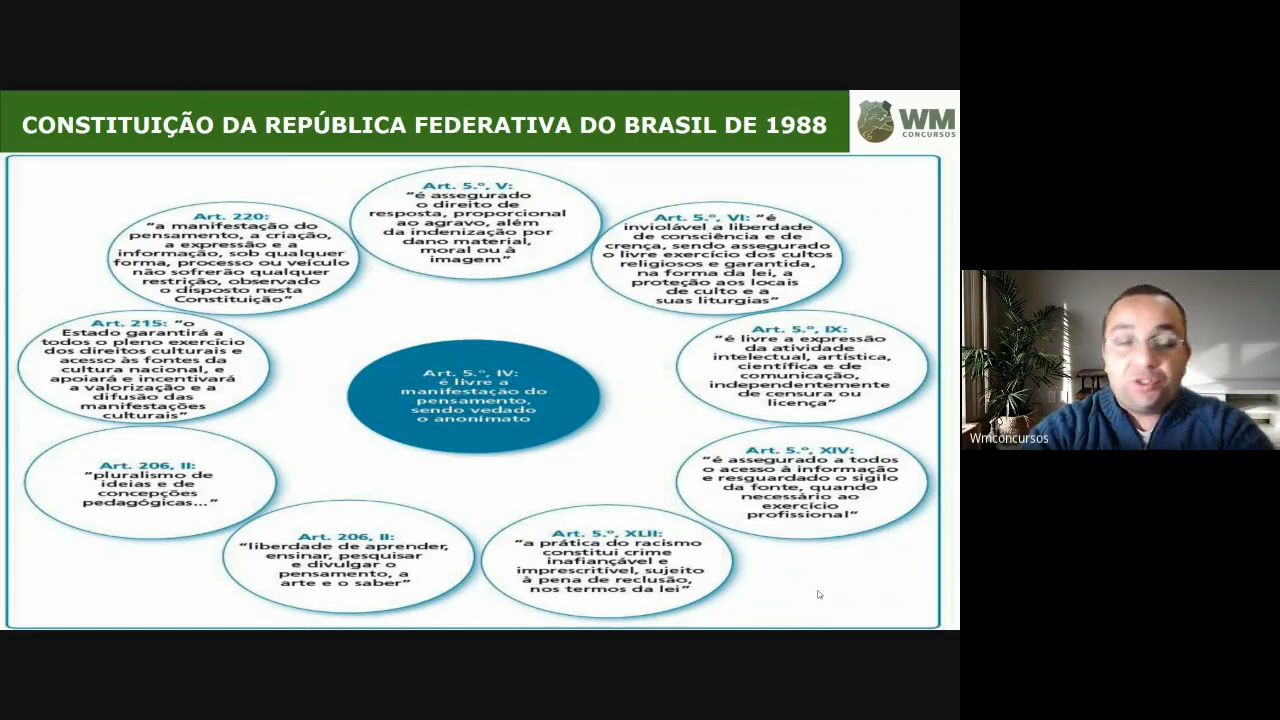 CONSTITUIÇÃO DA REPÚBLICA FEDERATIVA DO BRASIL DE 1988
WM
CONCURSOS
Art. 5.º, V:
“é assegurado
o direito de
resposta, proporcional
ao agravo, além
da indenização por
dano material,
moral ou à
imagem”
Art. 220:
“a manifestação do
pensamento, a criação,
a expressão e a
informação, sob qualquer
forma, processo ou veículo
não sofrerão qualquer
restrição, observado
o disposto nesta
Constituição”
Art. 5.º, VI: “é
inviolável a liberdade
de consciência e de
crença, sendo assegurado
o livre exercício dos cultos
religiosos e garantida,
na forma da lei, a
proteção aos locais
de culto e a
suas liturgias”
Art. 215: “o
Estado garantirá a
todos o pleno exercício
dos direitos culturais e
acesso às fontes da
cultura nacional, e
apoiará e incentivará
a valorização e a
difusão das
manifestações
culturais”
Art. 5.º, IV:
é livre a
manifestação do
pensamento,
sendo vedado
o anonimato
Art. 5.º, IX:
“é livre a expressão
da atividade
intelectual, artística,
científica e de
comunicação,
independentemente
de censura ou
licença”
Art. 206, II:
“pluralismo de
ideias e de
concepções
pedagógicas...”
Art. 5.º, XIV:
“é assegurado a todos
o acesso à informação
e resguardado o sigilo
da fonte, quando
necessário ao
exercício
profissional”
Art. 206, II:
“liberdade de aprender,
ensinar, pesquisar
e divulgar o
pensamento, a
arte e o saber”
Art. 5.º, XLII:
“a prática do racismo
constitui crime
inafiançável e
imprescritível, sujeito
à pena de reclusão,
nos termos da lei”
Wmconcursos